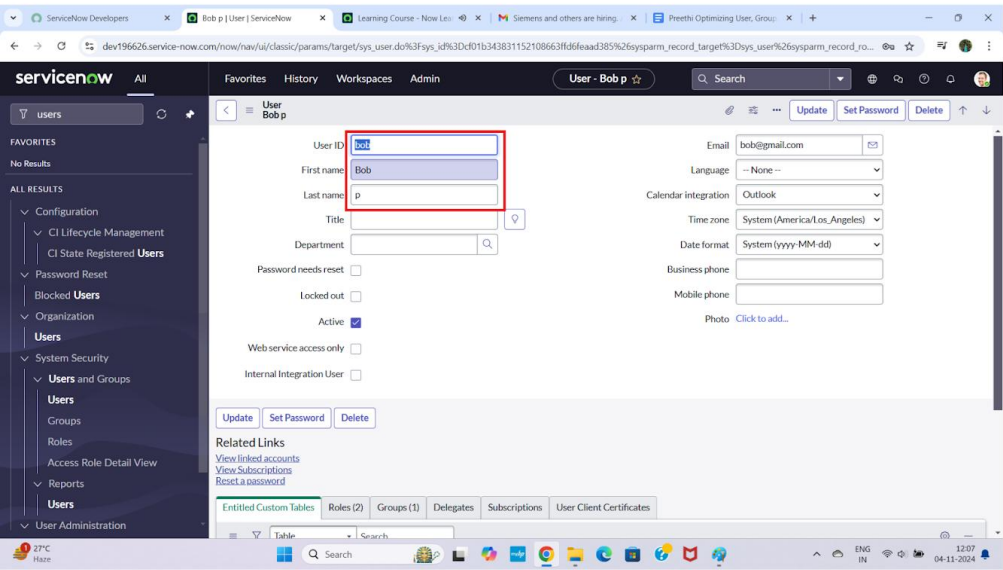 ServiceNow Developers
Bob p | User | ServiceNow
Learning Course - Now Lea
Siemens and others are hiring.
Preethi Optimizing User, Group
dev196626.service-now.com/now/nav/ui/classic/params/target/sys_user.do%3Fsys_id%3Dcf01b343831152108663ffd6feaad385%26sysparm_record_target%3Dsys_user%26sysparm_record_ro...
servicenow All Favorites History Workspaces Admin User - Bob p Search
users
User
Bob p
Update Set Password Delete
FAVORITES
No Results
ALL RESULTS
Configuration
CI Lifecycle Management
CI State Registered Users
Password Reset
Blocked Users
Organization
Users
System Security
Users and Groups
Users
Groups
Roles
Access Role Detail View
Reports
Users
User Administration
User ID bob
First name Bob
Last name p
Title
Department
Password needs reset
Locked out
Active
Web service access only
Internal Integration User
Email bob@gmail.com
Language -- None --
Calendar integration Outlook
Time zone System (America/Los_Angeles)
Date format System (yyyy-MM-dd)
Business phone
Mobile phone
Photo Click to add...
Update Set Password Delete
Related Links
View linked accounts
View Subscriptions
Reset a password
Entitled Custom Tables Roles (2) Groups (1) Delegates Subscriptions User Client Certificates
Table Search
27°C
Haze
Search
ENG
IN
12:07
04-11-2024